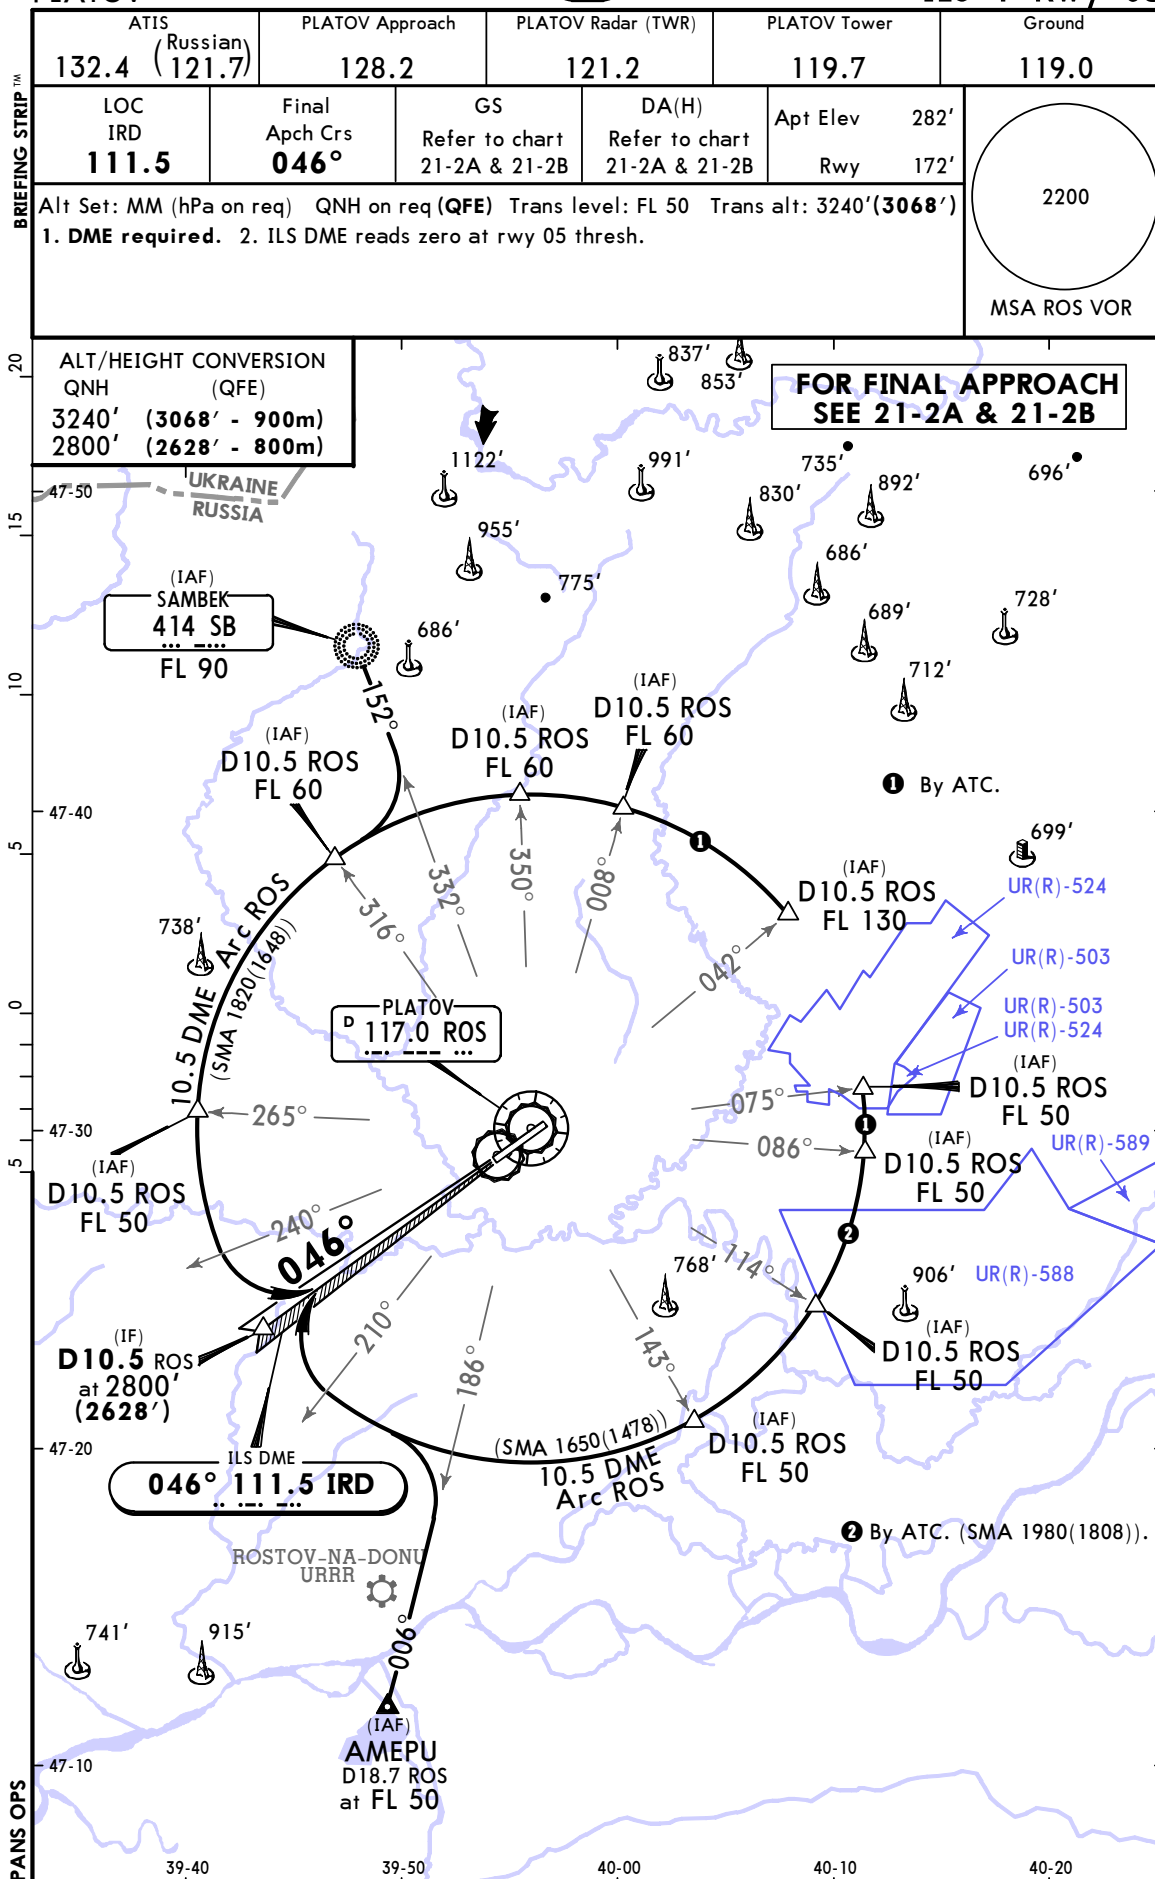 PLATOV
ATIS
132.4 (Russian 121.7)
PLATOV Approach
128.2
PLATOV Radar (TWR)
121.2
PLATOV Tower
119.7
Ground
119.0
BRIEFING STRIP™
LOC
IRD
111.5
Final
Apch Crs
046°
GS
Refer to chart
21-2A & 21-2B
DA(H)
Refer to chart
21-2A & 21-2B
Apt Elev 282'
Rwy 172'
2200
MSA ROS VOR
Alt Set: MM (hPa on req) QNH on req (QFE) Trans level: FL 50 Trans alt: 3240'(3068')
1. DME required. 2. ILS DME reads zero at rwy 05 thresh.
ALT/HEIGHT CONVERSION
QNH (QFE)
3240' (3068' - 900m)
2800' (2628' - 800m)
FOR FINAL APPROACH
SEE 21-2A & 21-2B
837'
853'
1122'
991'
735'
696'
892'
830'
955'
686'
775'
689'
728'
686'
712'
UKRAINE
RUSSIA
47-50
20
15
10
5
0
5
(IAF)
SAMBEK
414 SB
FL 90
152°
(IAF)
D10.5 ROS
FL 60
(IAF)
D10.5 ROS
FL 60
(IAF)
D10.5 ROS
FL 60
1 By ATC.
47-40
699'
1
332°
350°
008°
316°
042°
(IAF)
D10.5 ROS
FL 130
UR(R)-524
UR(R)-503
UR(R)-503
UR(R)-524
738'
10.5 DME Arc ROS
(SMA 1820(1648))
PLATOV
D 117.0 ROS
(IAF)
D10.5 ROS
FL 50
075°
1
265°
47-30
086°
(IAF)
D10.5 ROS
FL 50
UR(R)-589
(IAF)
D10.5 ROS
FL 50
240°
046°
2
114°
768'
906'
UR(R)-588
(IAF)
D10.5 ROS
FL 50
(IF)
D10.5 ROS
at 2800'
(2628')
210°
186°
143°
47-20
(SMA 1650(1478))
10.5 DME
Arc ROS
(IAF)
D10.5 ROS
FL 50
ILS DME
046° 111.5 IRD
2 By ATC. (SMA 1980(1808)).
ROSTOV-NA-DONU
URRR
741'
915'
006°
(IAF)
AMEPU
D18.7 ROS
at FL 50
47-10
PANS OPS
39-40
39-50
40-00
40-10
40-20